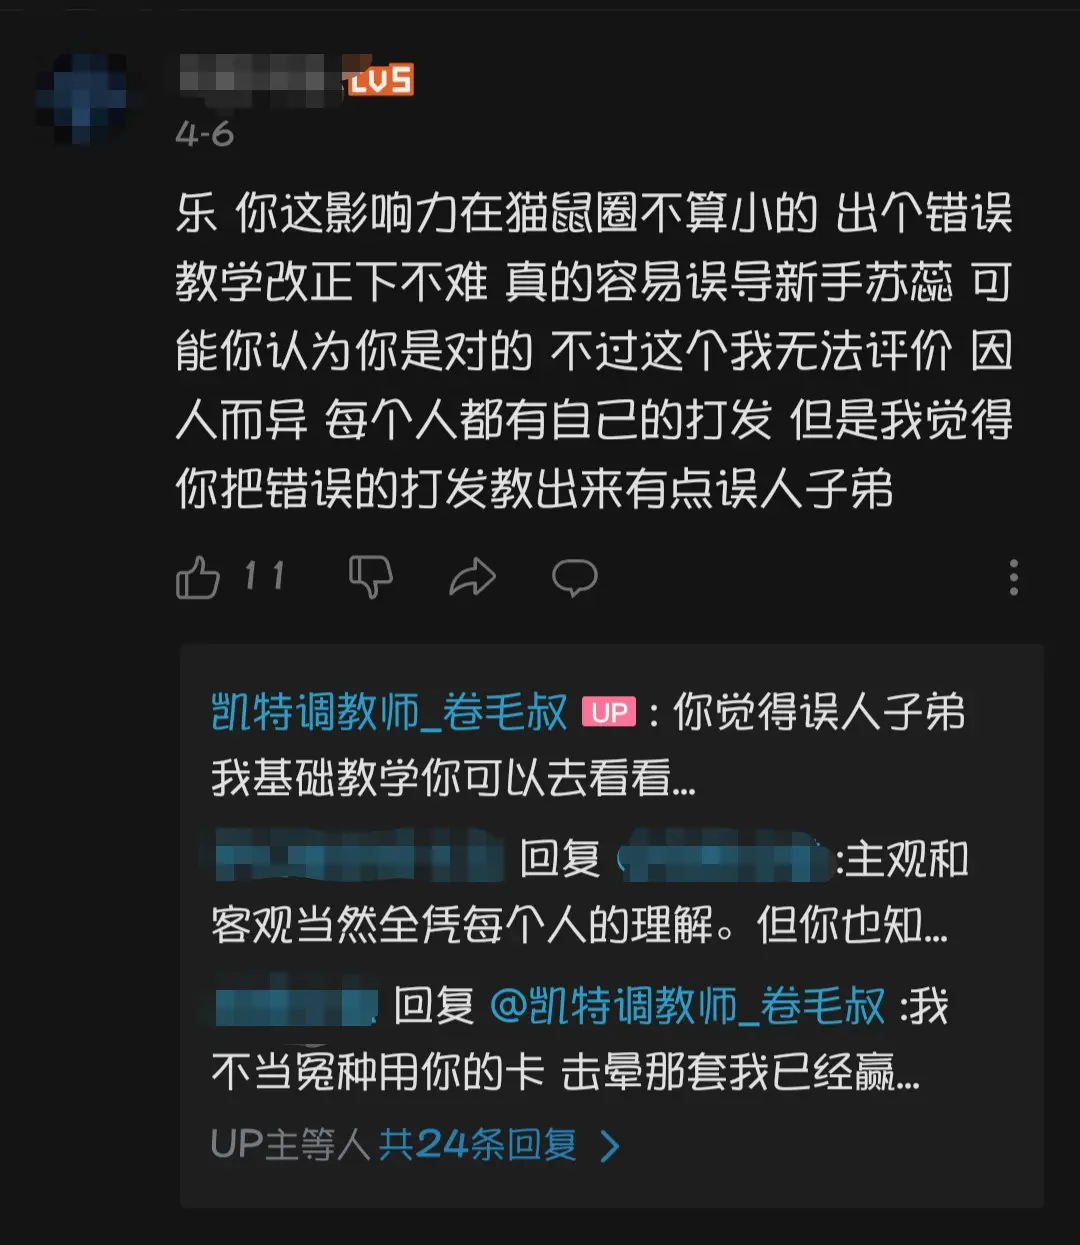 LV5
4-6
乐 你这影响力在猫鼠圈不算小的 出个错误
教学改正下不难 真的容易误导新手苏蕊 可
能你认为你是对的 不过这个我无法评价 因
人而异 每个人都有自己的打发 但是我觉得
你把错误的打发教出来有点误人子弟
11
凯特调教师_卷毛叔 UP : 你觉得误人子弟
我基础教学你可以去看看...
回复 :主观和
客观当然全凭每个人的理解。但你也知...
回复 @凯特调教师_卷毛叔 :我
不当冤种用你的卡 击晕那套我已经赢...
UP主等人 共24条回复 >